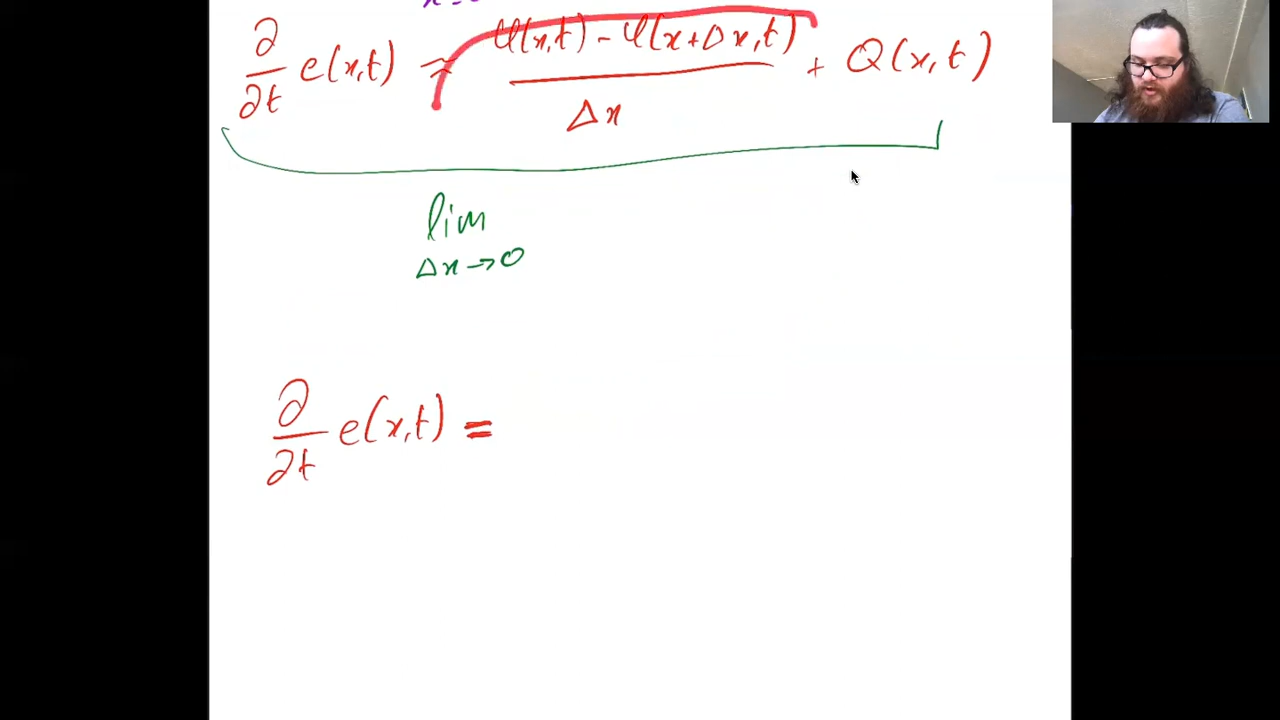 ∂/∂t e(x,t) = (φ(x,t) - φ(x+Δx,t))/Δx + Q(x,t)
lim
Δx→0
∂/∂t e(x,t) =